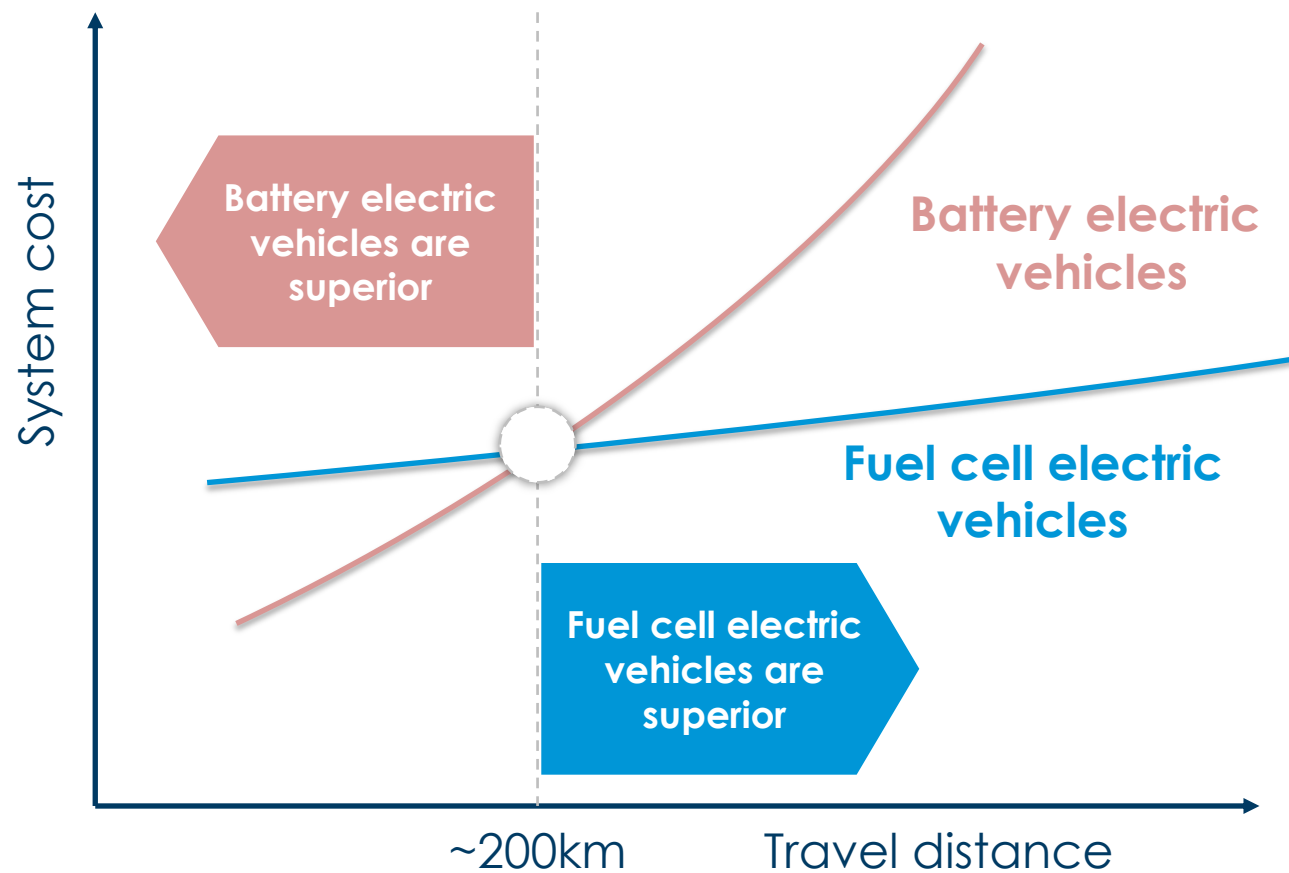 System cost
Battery electric
vehicles are
superior
Battery electric
vehicles
Fuel cell electric
vehicles
Fuel cell electric
vehicles are
superior
~200km
Travel distance